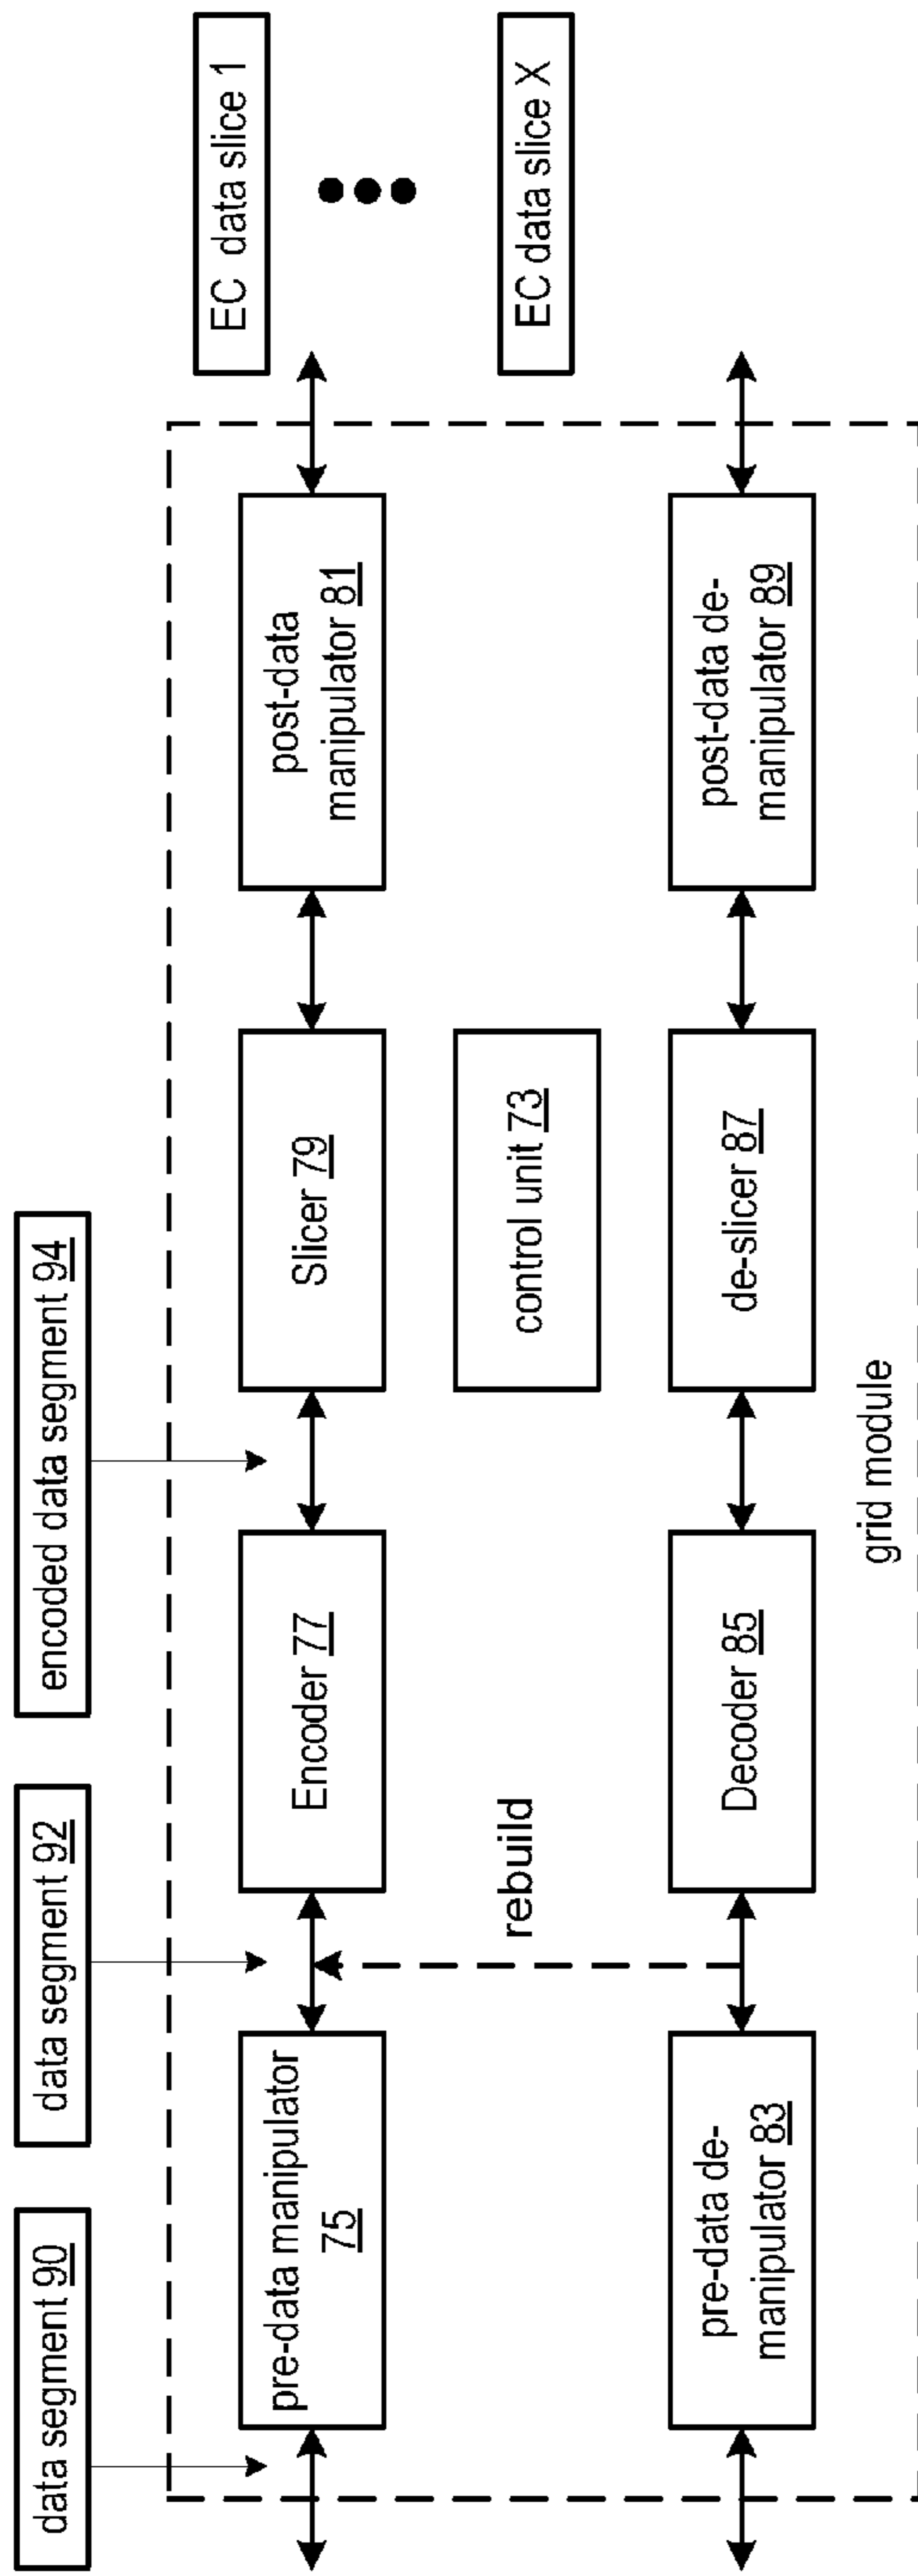 data segment 90
data segment 92
encoded data segment 94
EC data slice 1
EC data slice X
pre-data manipulator
75
Encoder 77
Slicer 79
post-data
manipulator 81
rebuild
control unit 73
pre-data de-
manipulator 83
Decoder 85
de-slicer 87
post-data de-
manipulator 89
grid module